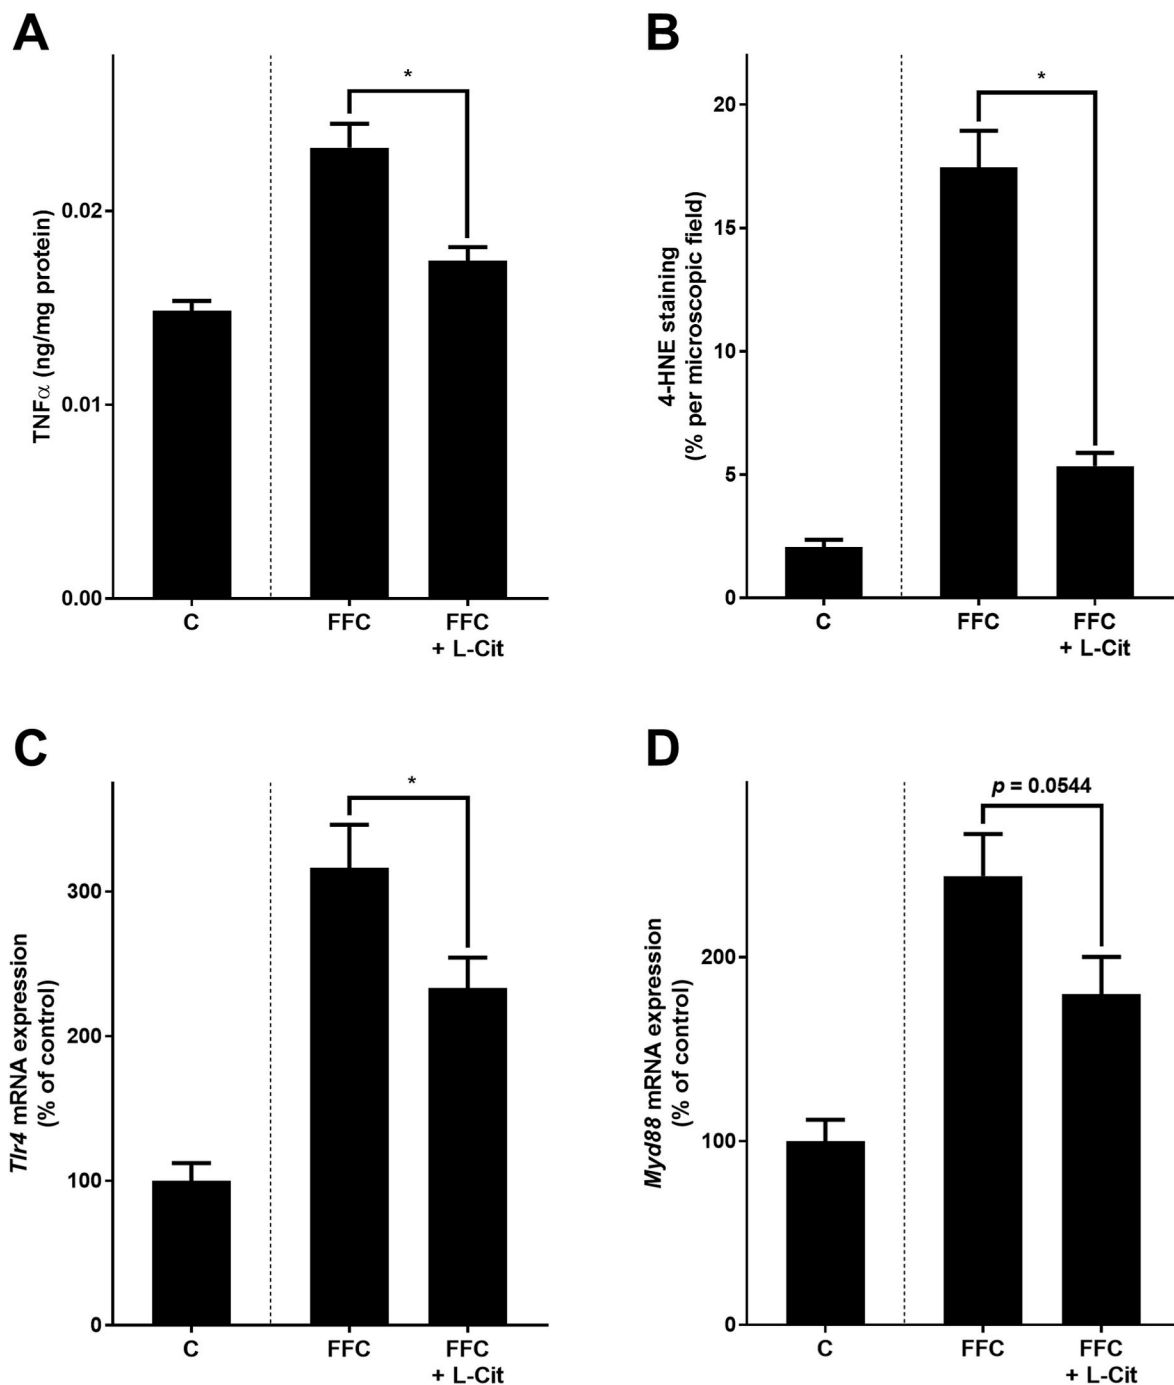 A
TNFα (ng/mg protein)
0.02
0.01
0.00
*
C
FFC
FFC
+ L-Cit
B
4-HNE staining
(% per microscopic field)
20
15
10
5
0
*
C
FFC
FFC
+ L-Cit
C
Tlr4 mRNA expression
(% of control)
300
200
100
0
*
C
FFC
FFC
+ L-Cit
D
Myd88 mRNA expression
(% of control)
200
100
0
p = 0.0544
C
FFC
FFC
+ L-Cit